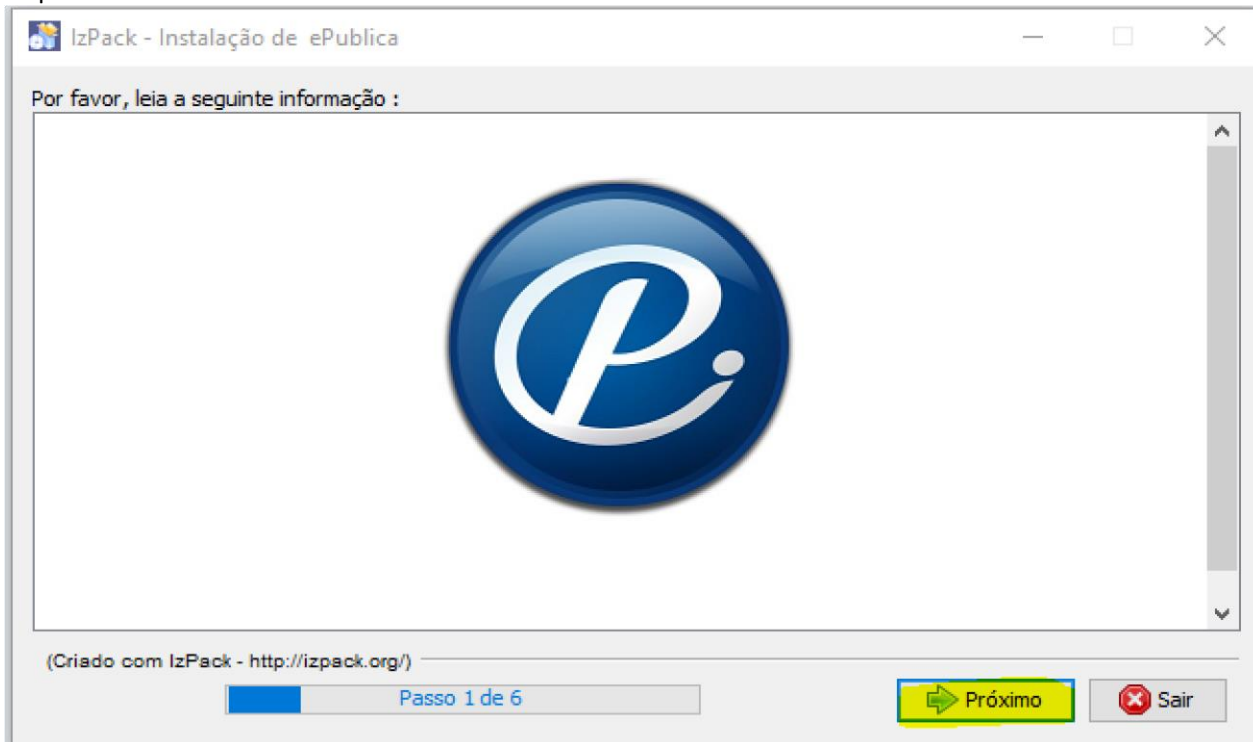 IzPack - Instalação de ePublica
Por favor, leia a seguinte informação :
(Criado com IzPack - http://izpack.org/)
Passo 1 de 6
Próximo
Sair